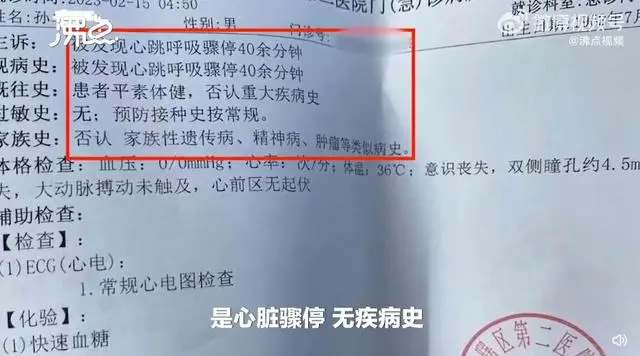 2023-02-15 04:50
二医院门(急)诊病
就诊科室:急
沸点
性别:男
门诊号:
微博视频号
@沸点视频
主诉: 被发现心跳呼吸骤停40余分钟
现病史: 被发现心跳呼吸骤停40余分钟
既往史: 患者平素体健,否认重大疾病史
过敏史: 无;预防接种史按常规。
家族史: 否认 家族性遗传病、精神病、肿瘤等类似病史。
体格检查: 血压:0/0mmHg;心率:次/分;体温:36℃;意识丧失,双侧瞳孔约4.5m
失,大动脉搏动未触及,心前区无起伏
辅助检查:
【检查】:
(1)ECG(心电):
1.常规心电图检查
【化验】:
(1)快速血糖
是心脏骤停 无疾病史
区第二医